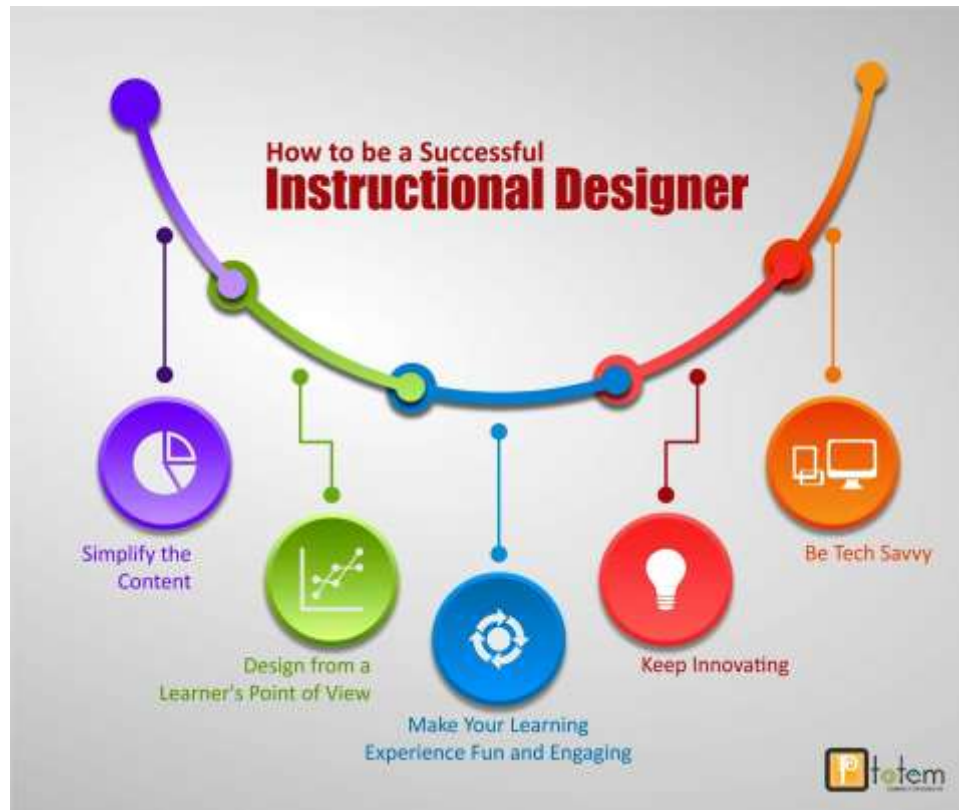 How to be a Successful
Instructional Designer
Simplify the
Content
Design from a
Learner's Point of View
Make Your Learning
Experience Fun and Engaging
Keep Innovating
Be Tech Savvy
totem